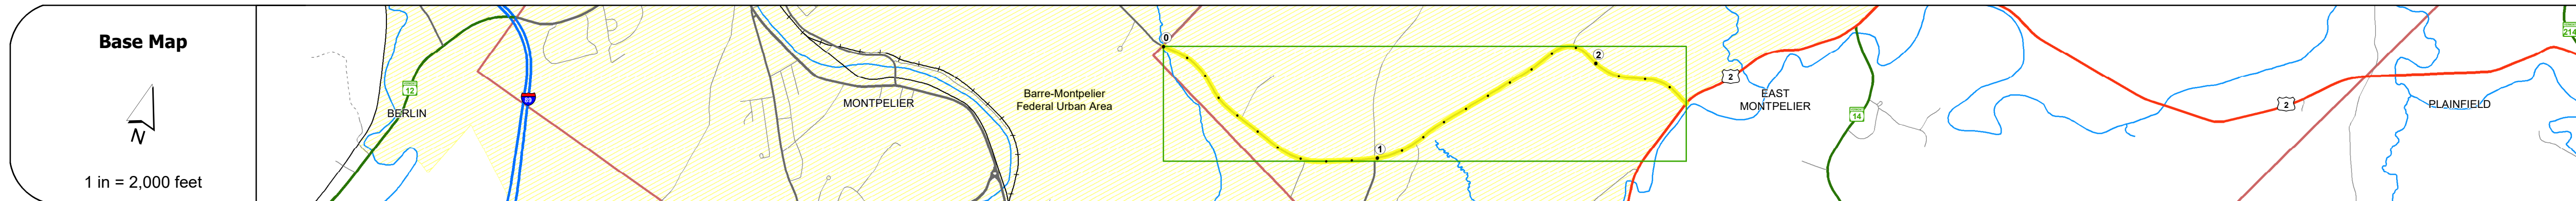 Base Map
N
1 in = 2,000 feet
12
BERLIN
89
MONTPELIER
Barre-Montpelier
Federal Urban Area
0
1
2
2
EAST
MONTPELIER
14
2
PLAINFIELD
214